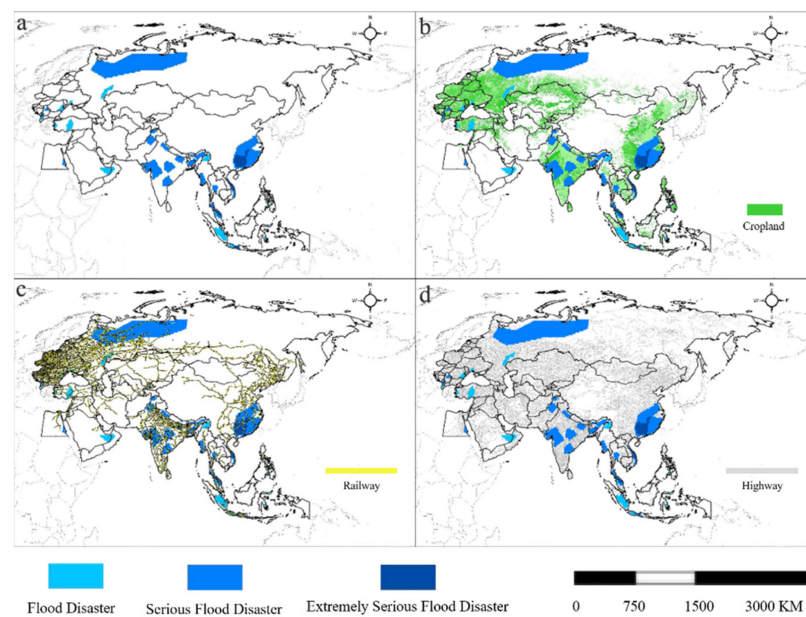 a
N
W E
b
N
W E
Cropland
c
N
W E
Railway
d
N
W E
Highway
Flood Disaster
Serious Flood Disaster
Extremely Serious Flood Disaster
0 750 1500 3000 KM